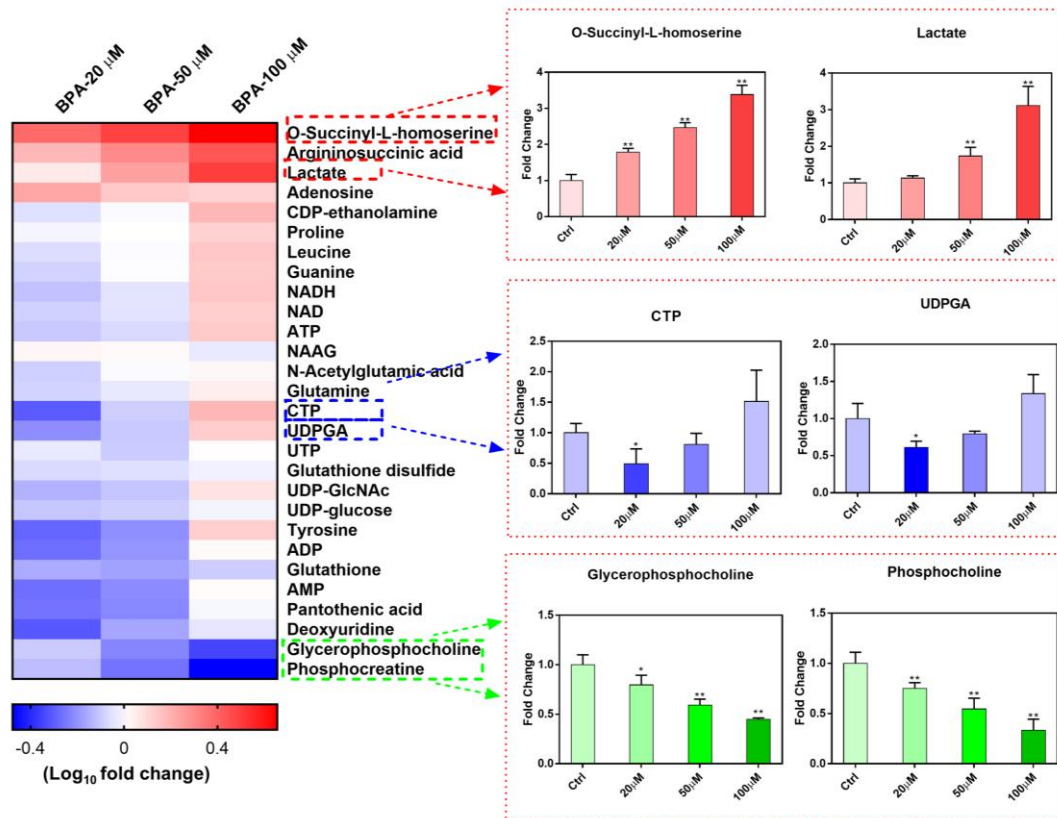 BPA-20 μM
BPA-50 μM
BPA-100 μM
O-Succinyl-L-homoserine
Argininosuccinic acid
Lactate
Adenosine
CDP-ethanolamine
Proline
Leucine
Guanine
NADH
NAD
ATP
NAAG
N-Acetylglutamic acid
Glutamine
CTP
UDPGA
UTP
Glutathione disulfide
UDP-GlcNAc
UDP-glucose
Tyrosine
ADP
Glutathione
AMP
Pantothenic acid
Deoxyuridine
Glycerophosphocholine
Phosphocreatine
-0.4 0 0.4
(Log₁₀ fold change)
O-Succinyl-L-homoserine
Fold Change
4
3
2
1
0
**
**
**
Ctrl 20μM 50μM 100μM
Lactate
Fold Change
4
3
2
1
0
**
**
Ctrl 20μM 50μM 100μM
CTP
Fold Change
2.5
2.0
1.5
1.0
0.5
0.0
*
Ctrl 20μM 50μM 100μM
UDPGA
Fold Change
2.0
1.5
1.0
0.5
0.0
*
Ctrl 20μM 50μM 100μM
Glycerophosphocholine
Fold Change
1.5
1.0
0.5
0.0
*
**
**
Ctrl 20μM 50μM 100μM
Phosphocholine
Fold Change
1.5
1.0
0.5
0.0
**
**
**
Ctrl 20μM 50μM 100μM